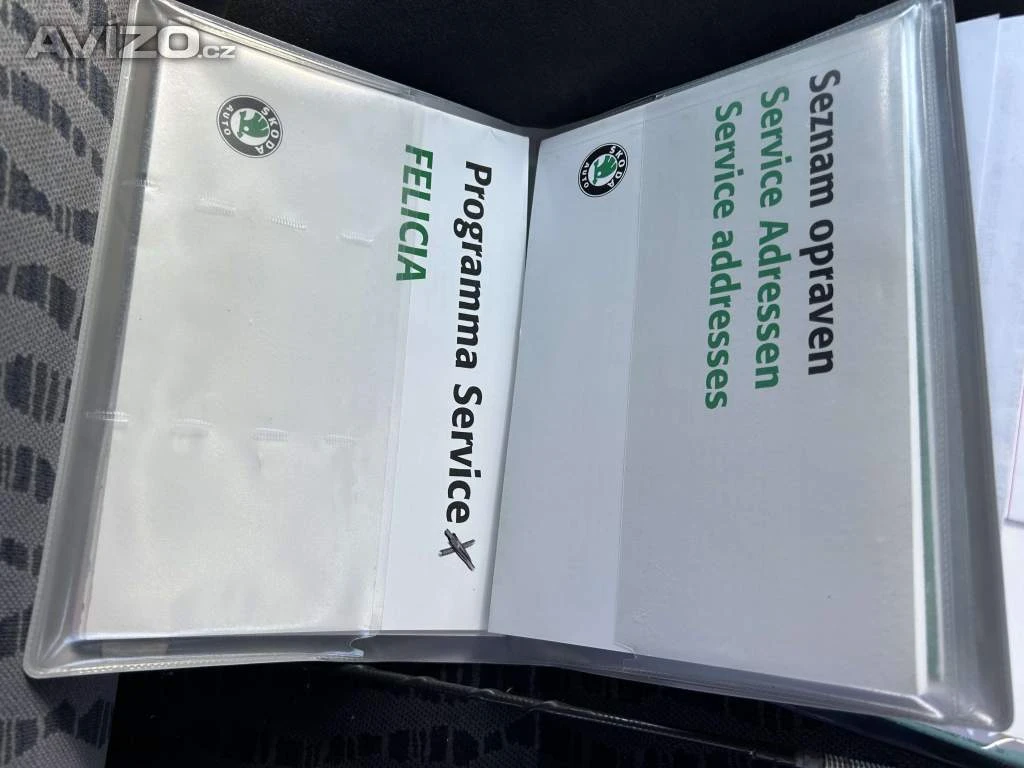 AVIZO.cz
Programma Service
FELICIA
ŠKODA
AUTO
Seznam opraven
Service Adressen
Service addresses
ŠKODA
AUTO